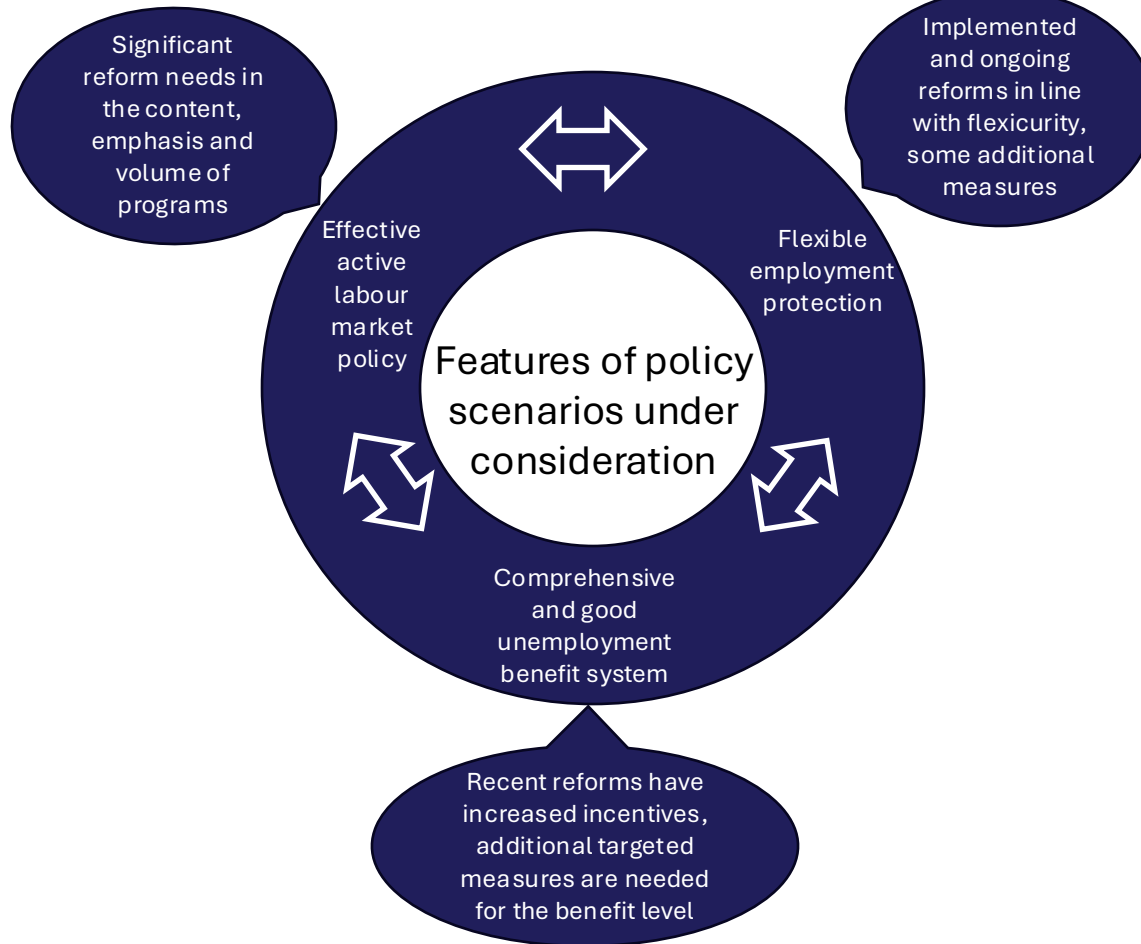 Significant
reform needs in
the content,
emphasis and
volume of
programs
Implemented
and ongoing
reforms in line
with flexicurity,
some additional
measures
Effective
active
labour
market
policy
Flexible
employment
protection
Features of policy
scenarios under
consideration
Comprehensive
and good
unemployment
benefit system
Recent reforms have
increased incentives,
additional targeted
measures are needed
for the benefit level